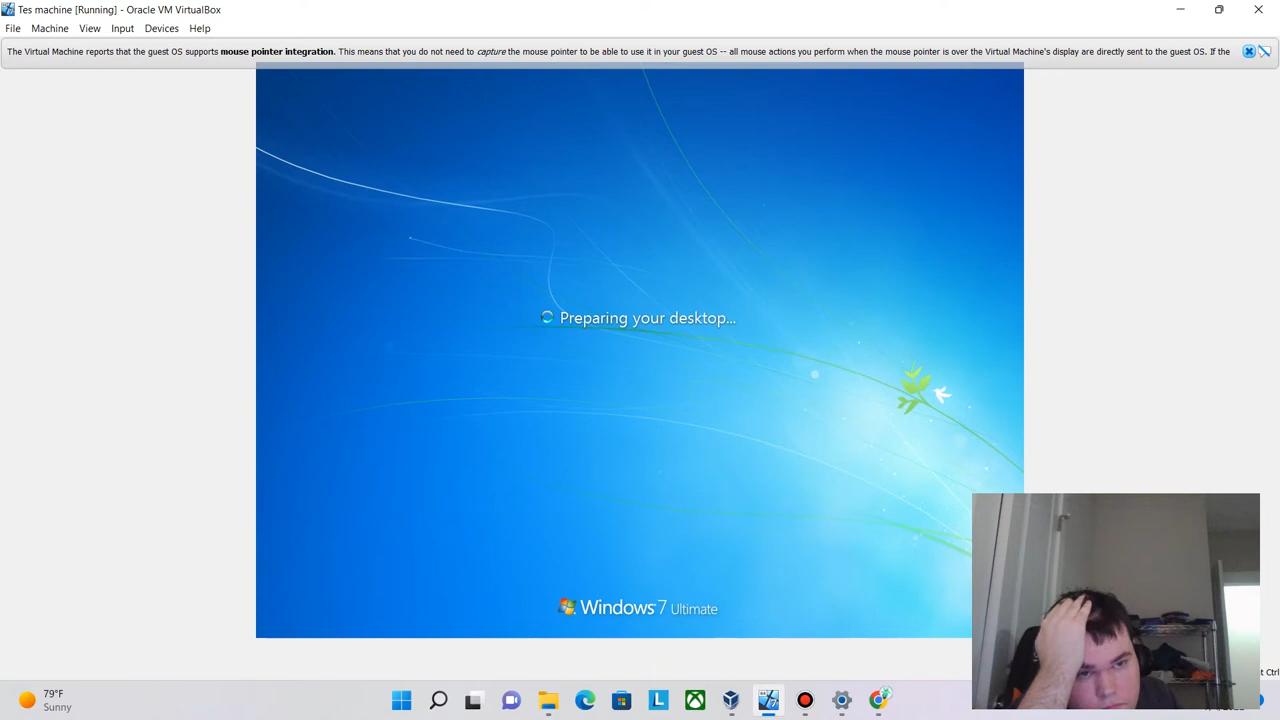 Tes machine [Running] - Oracle VM VirtualBox
File Machine View Input Devices Help
The Virtual Machine reports that the guest OS supports mouse pointer integration. This means that you do not need to capture the mouse pointer to be able to use it in your guest OS -- all mouse actions you perform when the mouse pointer is over the Virtual Machine's display are directly sent to the guest OS. If the
Preparing your desktop...
Windows 7 Ultimate
Ctrl
79°F
Sunny